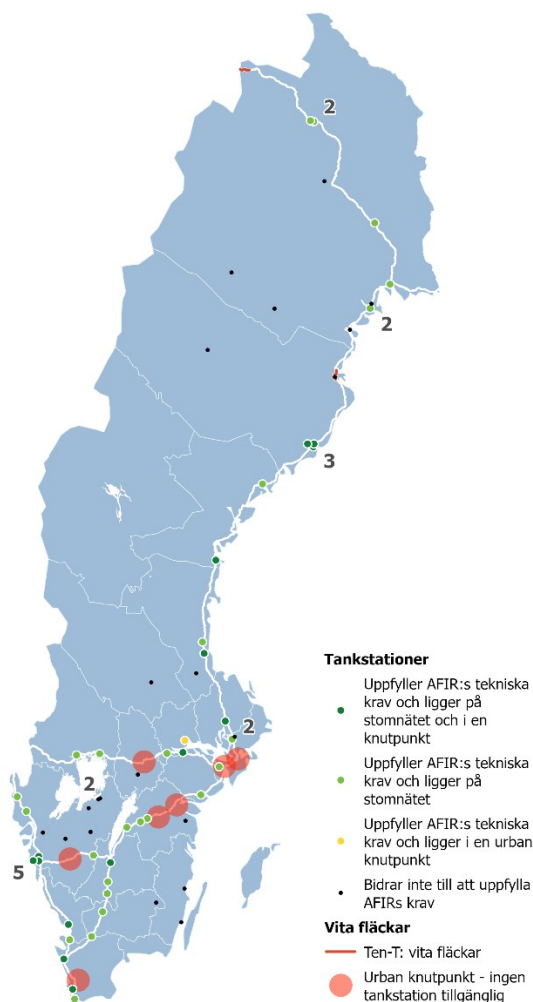 2
2
3
2
2
5
Tankstationer
Uppfyller AFIR:s tekniska
krav och ligger på
stomnätet och i en
knutpunkt
Uppfyller AFIR:s tekniska
krav och ligger på
stomnätet
Uppfyller AFIR:s tekniska
krav och ligger i en urban
knutpunkt
Bidrar inte till att uppfylla
AFIRs krav
Vita fläckar
Ten-T: vita fläckar
Urban knutpunkt - ingen
tankstation tillgänglig